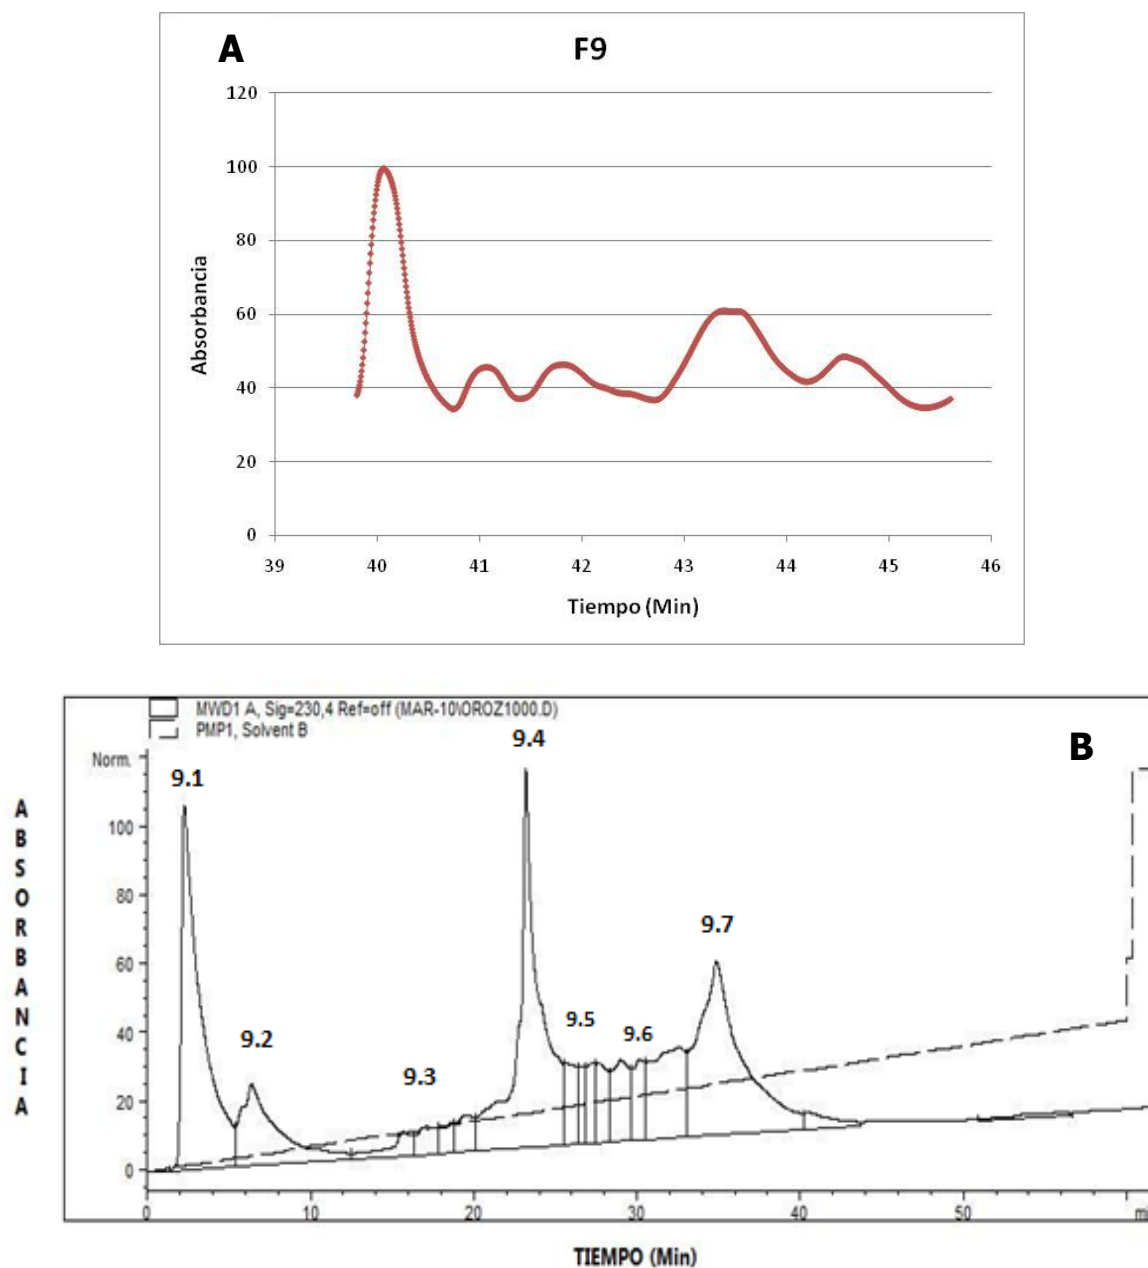 A
F9
120
100
80
60
40
20
0
Absorbancia
39 40 41 42 43 44 45 46
Tiempo (Min)
MWD1 A, Sig=230,4 Ref=off (MAR-10\OROZ1000.D)
PMP1, Solvent B
B
Norm.
9.1
9.2
9.3
9.4
9.5
9.6
9.7
100
80
60
40
20
0
ABSORBANCIA
0 10 20 30 40 50
TIEMPO (Min)